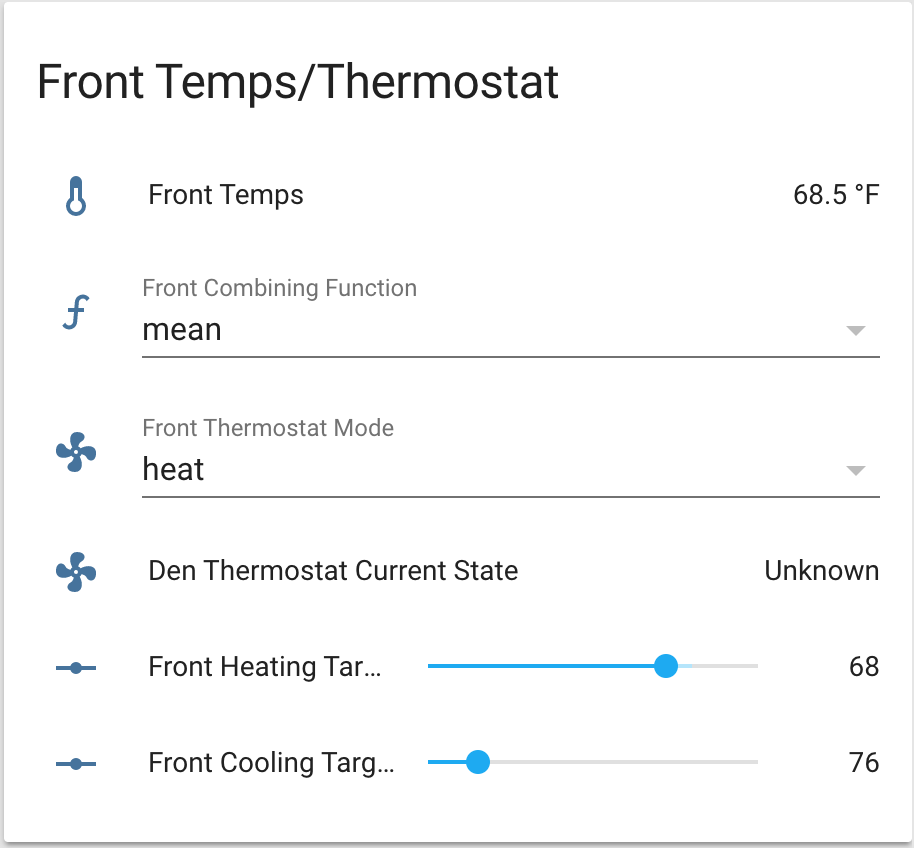 Front Temps/Thermostat
Front Temps 68.5 °F
Front Combining Function
mean
Front Thermostat Mode
heat
Den Thermostat Current State Unknown
Front Heating Tar... 68
Front Cooling Targ... 76